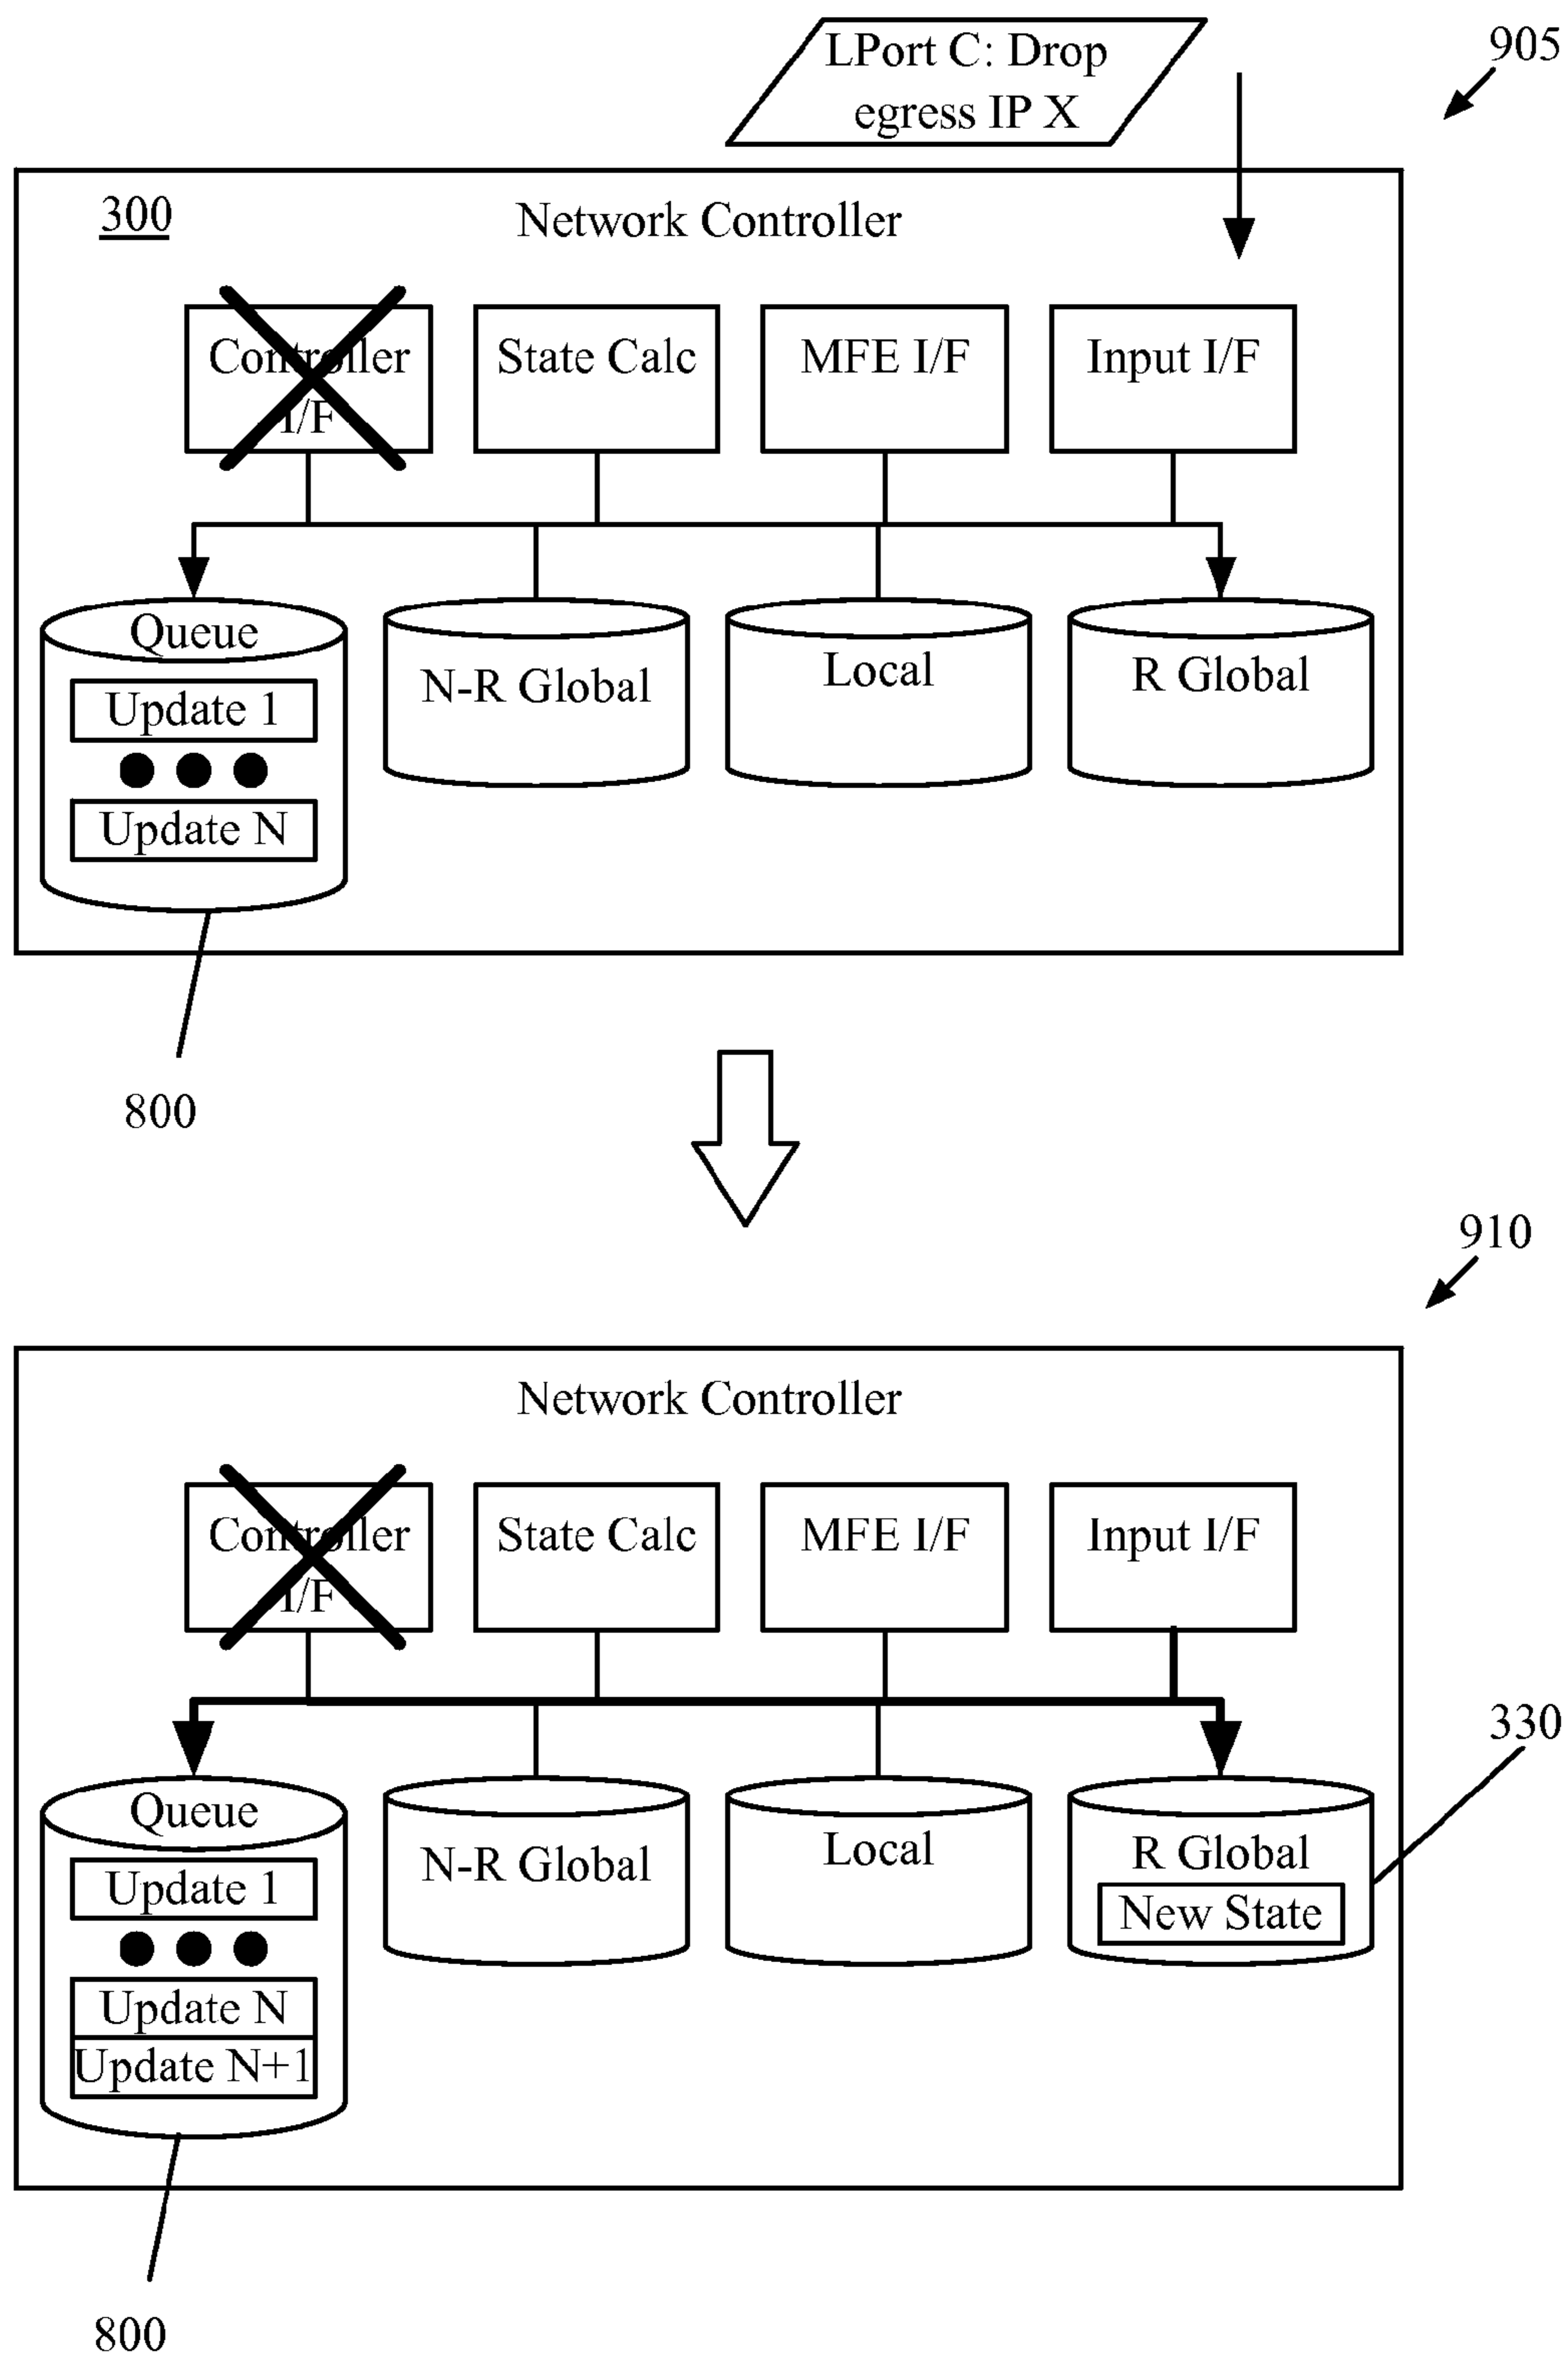 LPort C: Drop
egress IP X
905
300
Network Controller
Controller
I/F
State Calc
MFE I/F
Input I/F
Queue
Update 1
Update N
N-R Global
Local
R Global
800
910
Network Controller
Controller
I/F
State Calc
MFE I/F
Input I/F
330
Queue
Update 1
Update N
Update N+1
N-R Global
Local
R Global
New State
800